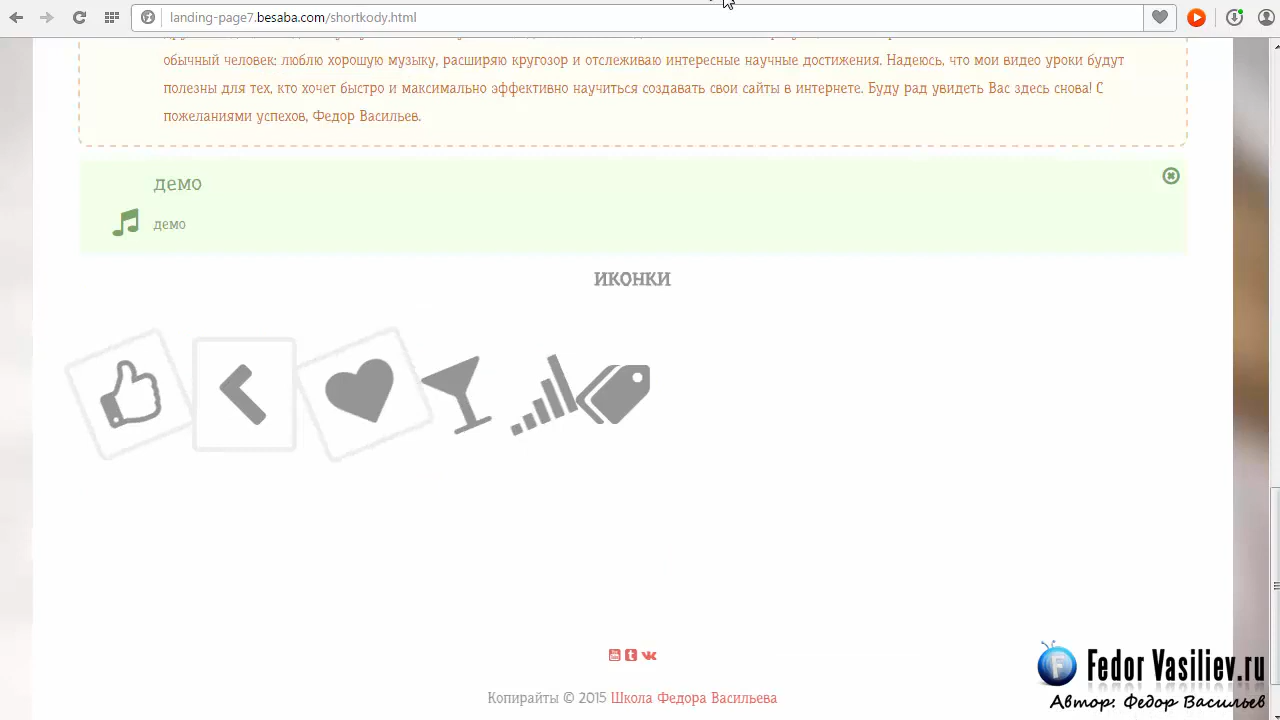 landing-page7.besaba.com/shortkody.html
обычный человек: люблю хорошую музыку, расширяю кругозор и отслеживаю интересные научные достижения. Надеюсь, что мои видео уроки будут
полезны для тех, кто хочет быстро и максимально эффективно научиться создавать свои сайты в интернете. Буду рад увидеть Вас здесь снова! С
пожеланиями успехов, Федор Васильев.
демо
демо
ИКОНКИ
Копирайты © 2015 Школа Федора Васильева
Fedor Vasiliev.ru
Автор: Федор Васильев